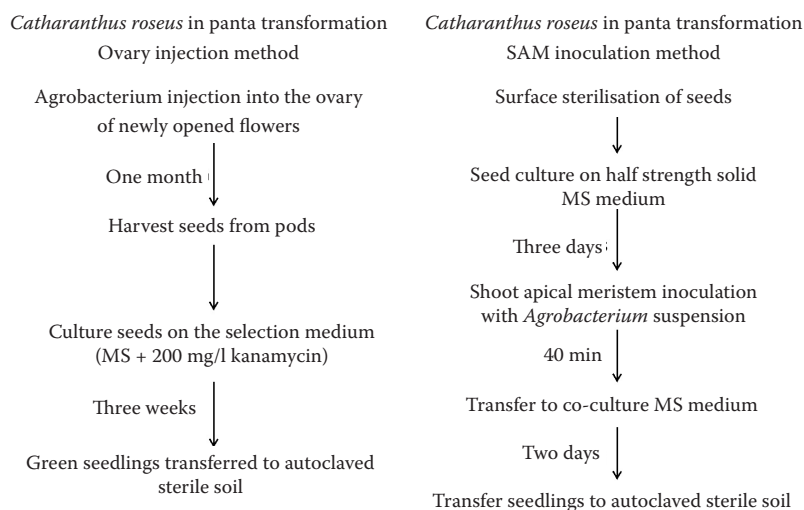 Catharanthus roseus in panta transformation
Ovary injection method
Agrobacterium injection into the ovary
of newly opened flowers
One month
Harvest seeds from pods
Culture seeds on the selection medium
(MS + 200 mg/l kanamycin)
Three weeks
Green seedlings transferred to autoclaved
sterile soil
Catharanthus roseus in panta transformation
SAM inoculation method
Surface sterilisation of seeds
Seed culture on half strength solid
MS medium
Three days
Shoot apical meristem inoculation
with Agrobacterium suspension
40 min
Transfer to co-culture MS medium
Two days
Transfer seedlings to autoclaved sterile soil